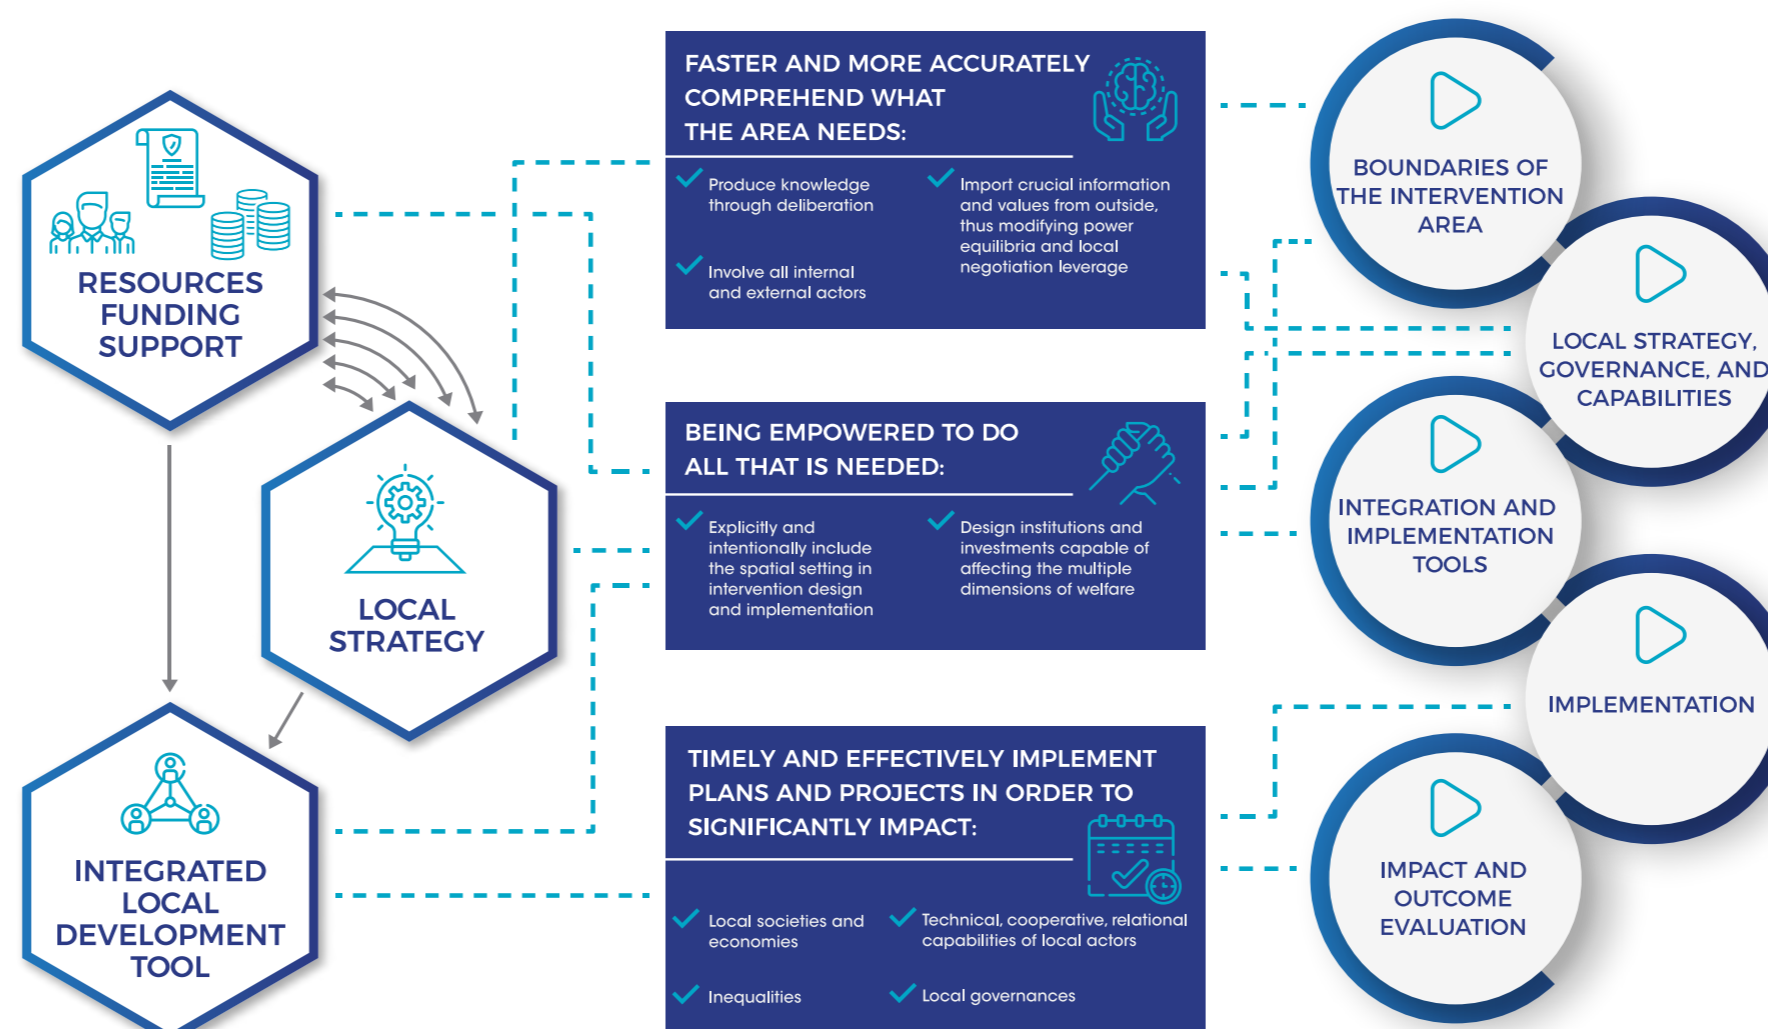 RESOURCES
FUNDING
SUPPORT
LOCAL
STRATEGY
INTEGRATED
LOCAL
DEVELOPMENT
TOOL
FASTER AND MORE ACCURATELY
COMPREHEND WHAT
THE AREA NEEDS:
Produce knowledge
through deliberation
Involve all internal
and external actors
Import crucial information
and values from outside,
thus modifying power
equilibria and local
negotiation leverage
BEING EMPOWERED TO DO
ALL THAT IS NEEDED:
Explicitly and
intentionally include
the spatial setting in
intervention design
and implementation
Design institutions and
investments capable of
affecting the multiple
dimensions of welfare
TIMELY AND EFFECTIVELY IMPLEMENT
PLANS AND PROJECTS IN ORDER TO
SIGNIFICANTLY IMPACT:
Local societies and
economies
Inequalities
Technical, cooperative, relational
capabilities of local actors
Local governances
BOUNDARIES OF
THE INTERVENTION
AREA
LOCAL STRATEGY,
GOVERNANCE, AND
CAPABILITIES
INTEGRATION AND
IMPLEMENTATION
TOOLS
IMPLEMENTATION
IMPACT AND
OUTCOME
EVALUATION